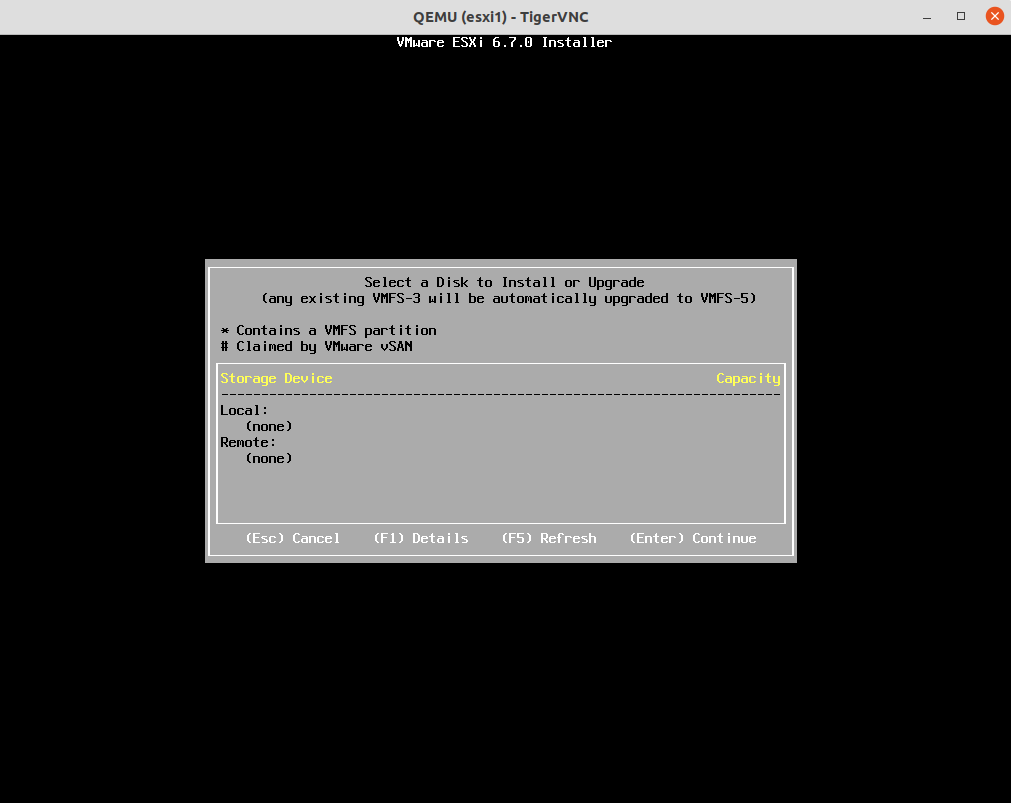 QEMU (esxi1) - TigerVNC
VMware ESXi 6.7.0 Installer
Select a Disk to Install or Upgrade
(any existing VMFS-3 will be automatically upgraded to VMFS-5)
* Contains a VMFS partition
# Claimed by VMware vSAN
Storage Device Capacity
--------------------------------------------------------------------
Local:
(none)
Remote:
(none)
(Esc) Cancel (F1) Details (F5) Refresh (Enter) Continue